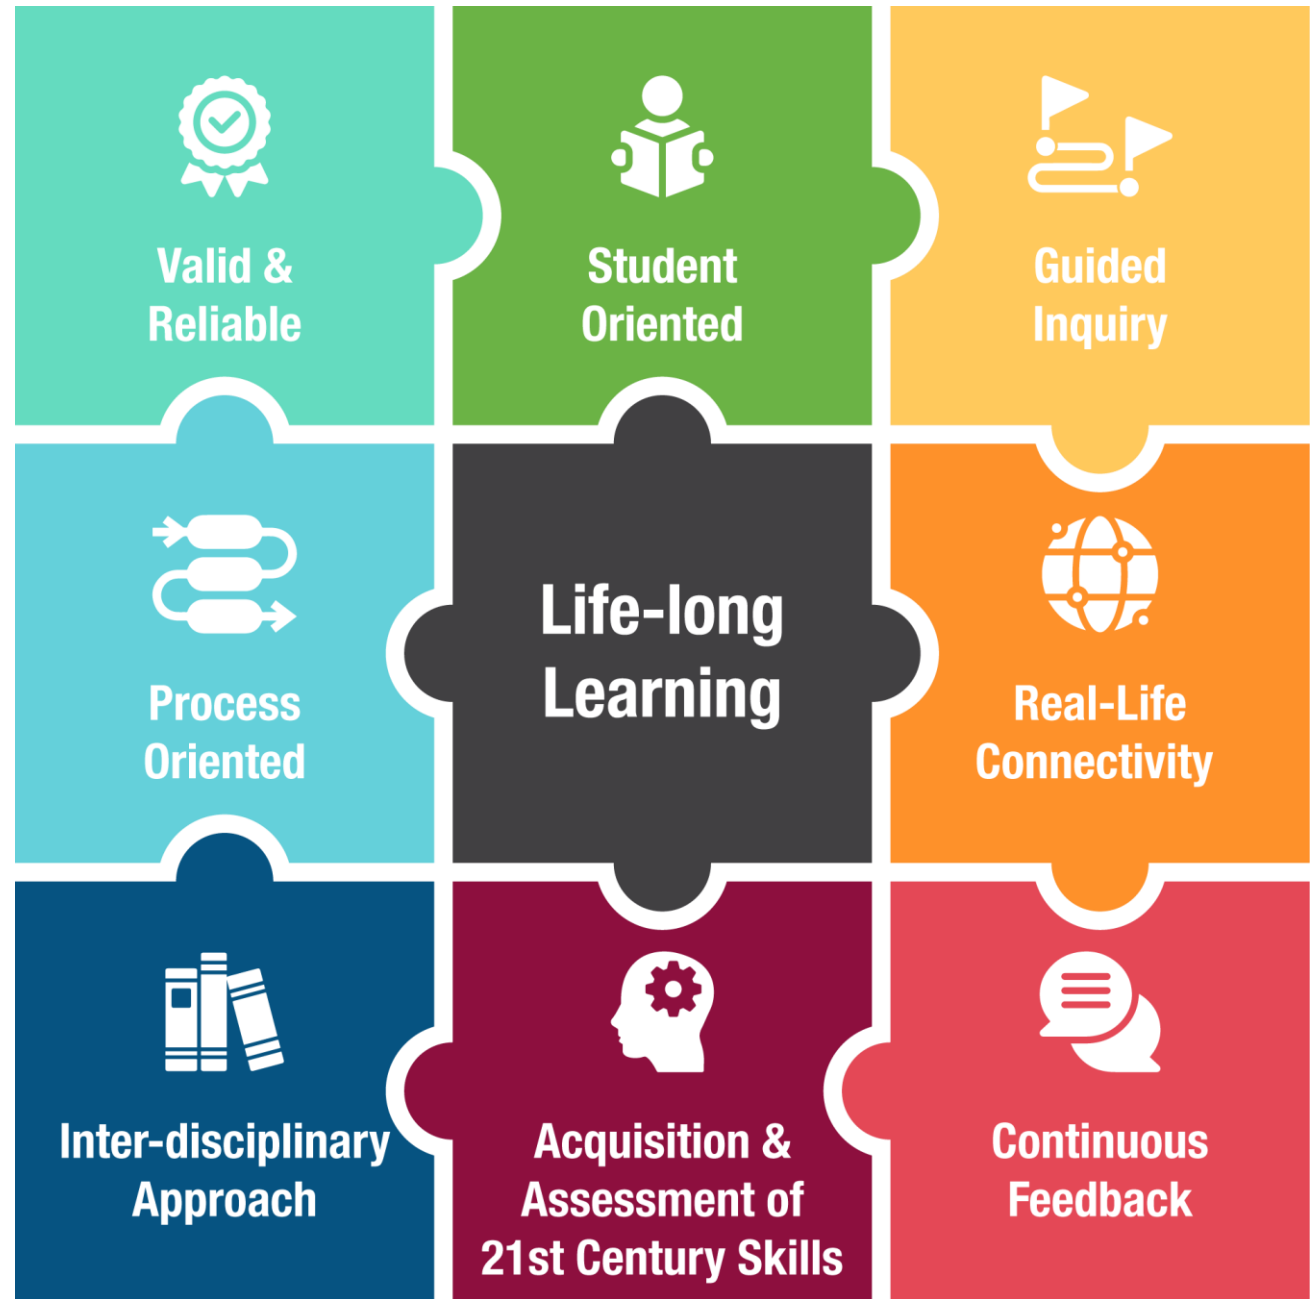 Valid &
Reliable
Student
Oriented
Guided
Inquiry
Process
Oriented
Life-long
Learning
Real-Life
Connectivity
Inter-disciplinary
Approach
Acquisition &
Assessment of
21st Century Skills
Continuous
Feedback